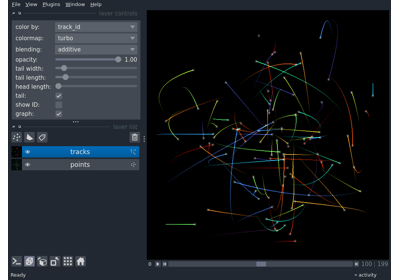 File View Plugins Window Help
layer controls
color by: track_id
colormap: turbo
blending: additive
opacity: 1.00
tail width:
tail length:
head length:
tail:
show ID:
graph:
layer list
tracks
points
100 199
Ready
activity